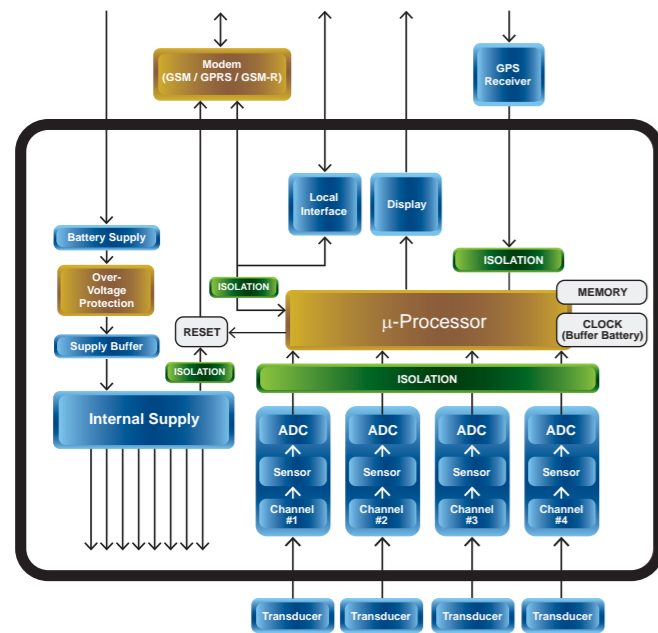 Modem
(GSM / GPRS / GSM-R)
GPS
Receiver
Local
Interface
Display
Battery Supply
ISOLATION
Over-
Voltage
Protection
ISOLATION
MEMORY
μ-Processor
CLOCK
(Buffer Battery)
RESET
Supply Buffer
ISOLATION
ISOLATION
Internal Supply
ADC
ADC
ADC
ADC
Sensor
Sensor
Sensor
Sensor
Channel
#1
Channel
#2
Channel
#3
Channel
#4
Transducer
Transducer
Transducer
Transducer